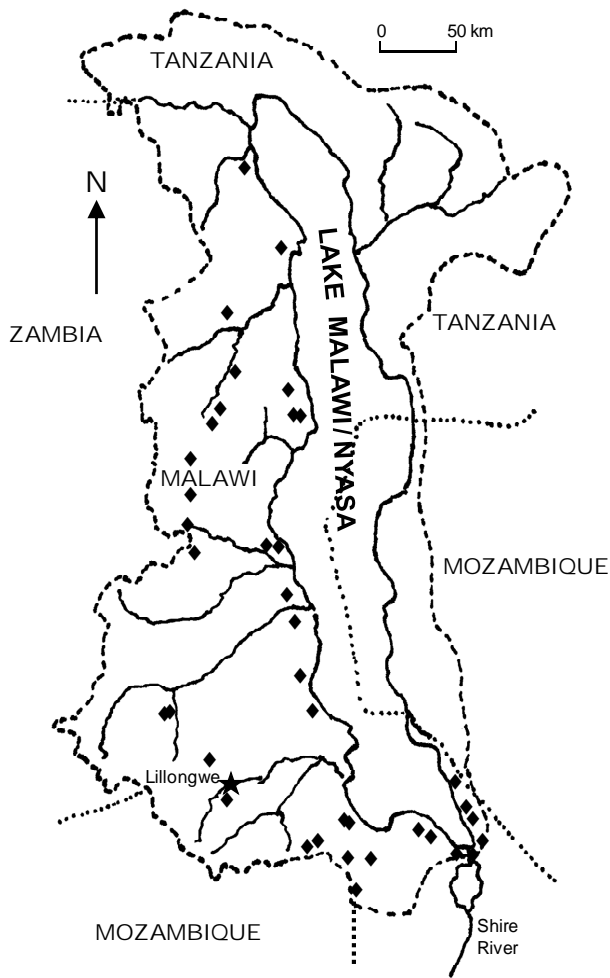 0 50 km
TANZANIA
N
LAKE MALAWI/NYASA
ZAMBIA
TANZANIA
MALAWI
MOZAMBIQUE
Lillongwe
Shire
River
MOZAMBIQUE